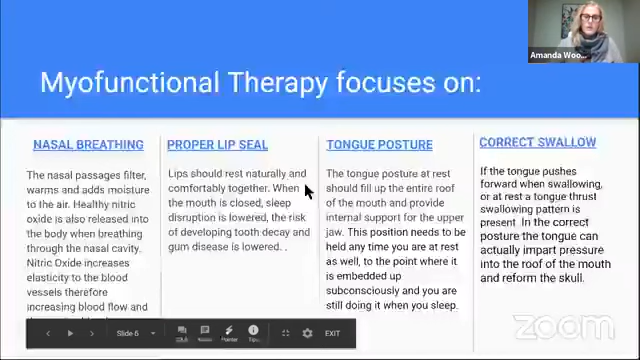 Amanda Woo...
Myofunctional Therapy focuses on:
NASAL BREATHING
The nasal passages filter,
warms and adds moisture
to the air. Healthy nitric
oxide is also released into
the body when breathing
through the nasal cavity.
Nitric Oxide increases
elasticity to the blood
vessels therefore
increasing blood flow and
PROPER LIP SEAL
Lips should rest naturally and
comfortably together. When
the mouth is closed, sleep
disruption is lowered, the risk
of developing tooth decay and
gum disease is lowered. .
TONGUE POSTURE
The tongue posture at rest
should fill up the entire roof
of the mouth and provide
internal support for the upper
jaw. This position needs to be
held any time you are at rest
as well, to the point where it
is embedded up
subconsciously and you are
still doing it when you sleep.
CORRECT SWALLOW
If the tongue pushes
forward when swallowing,
or at rest a tongue thrust
swallowing pattern is
present. In the correct
posture the tongue can
actually impart pressure
into the roof of the mouth
and reform the skull.
Slide 6
Pointer
Tips
EXIT
zoom